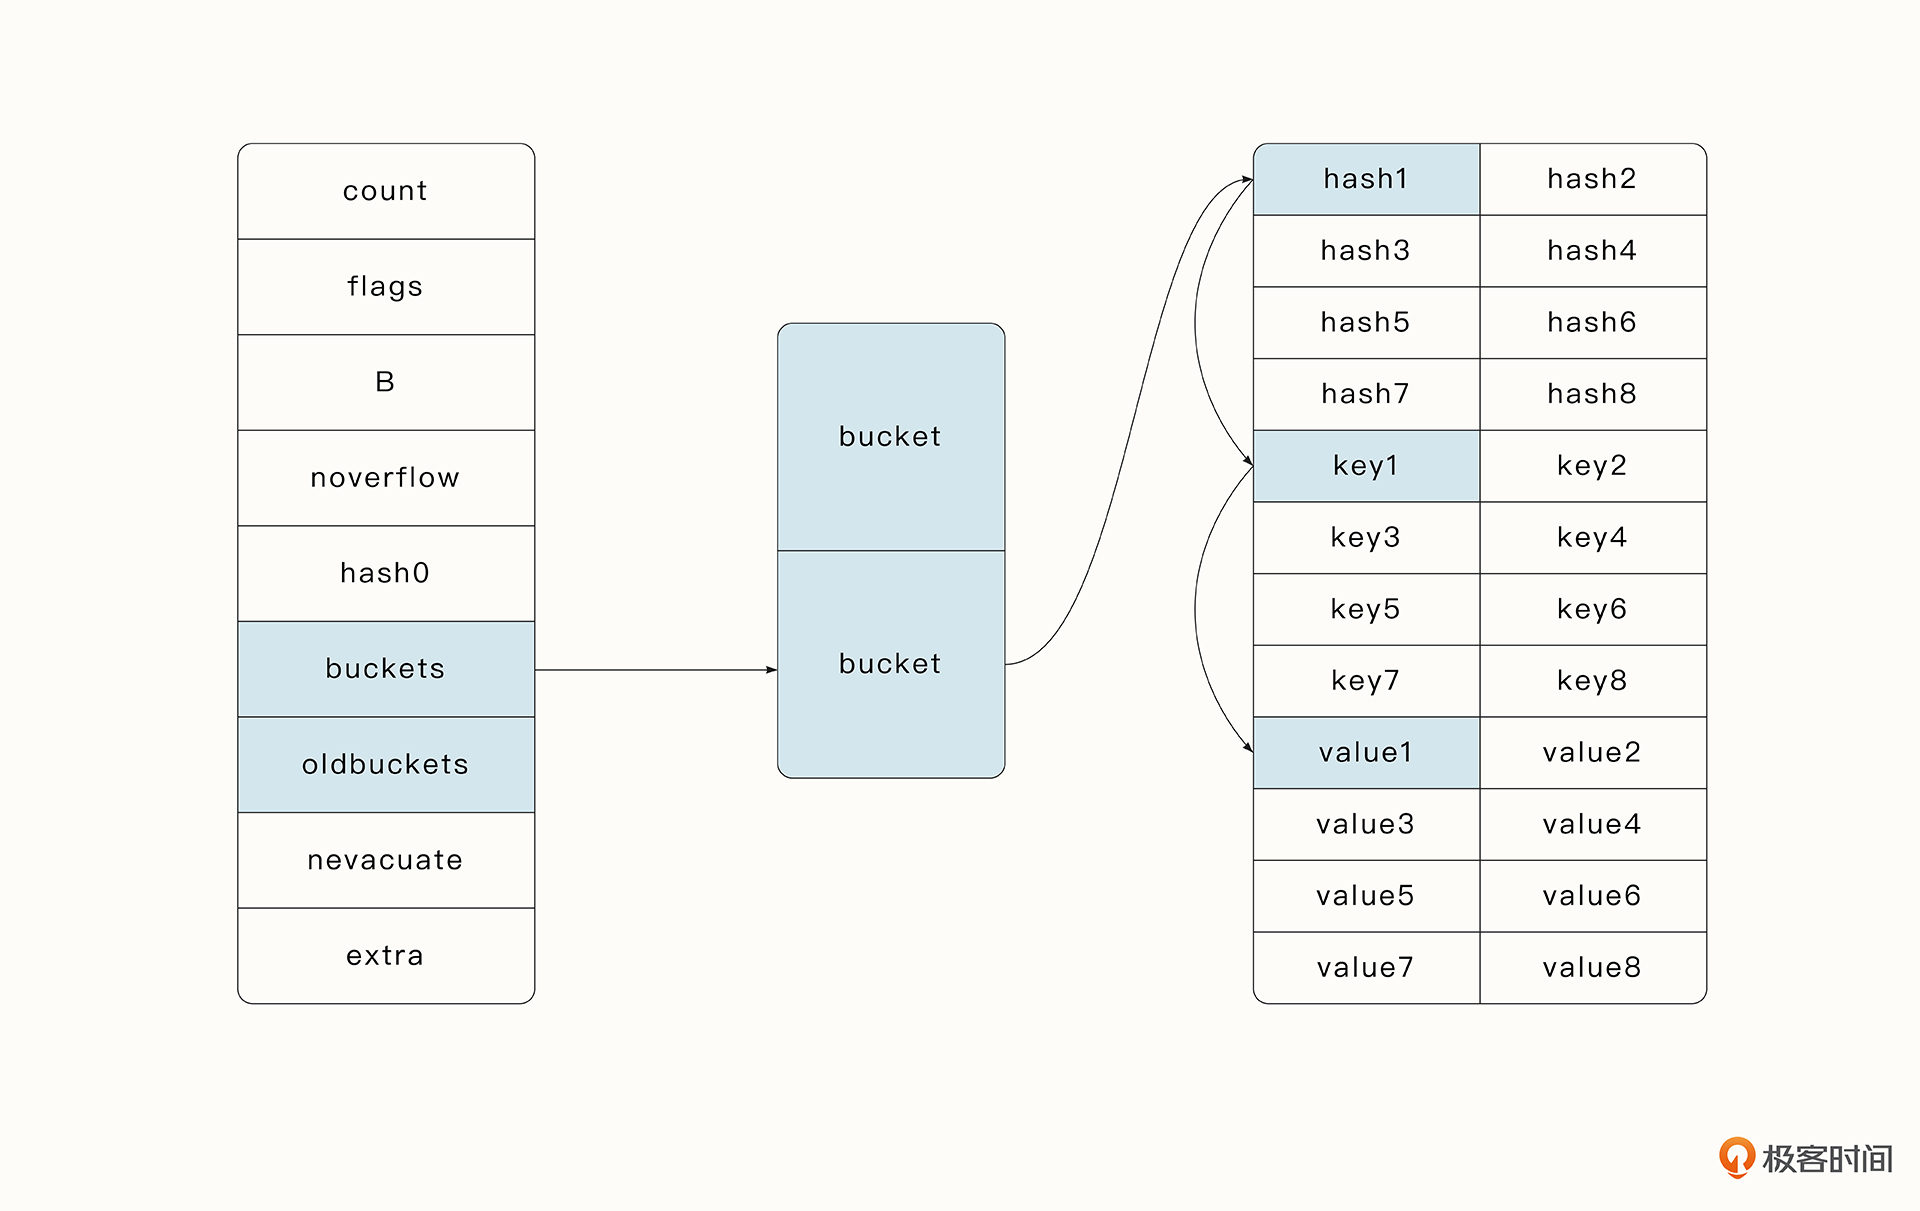 count
flags
B
noverflow
hash0
buckets
oldbuckets
nevacuate
extra
bucket
bucket
hash1 hash2
hash3 hash4
hash5 hash6
hash7 hash8
key1 key2
key3 key4
key5 key6
key7 key8
value1 value2
value3 value4
value5 value6
value7 value8
极客时间